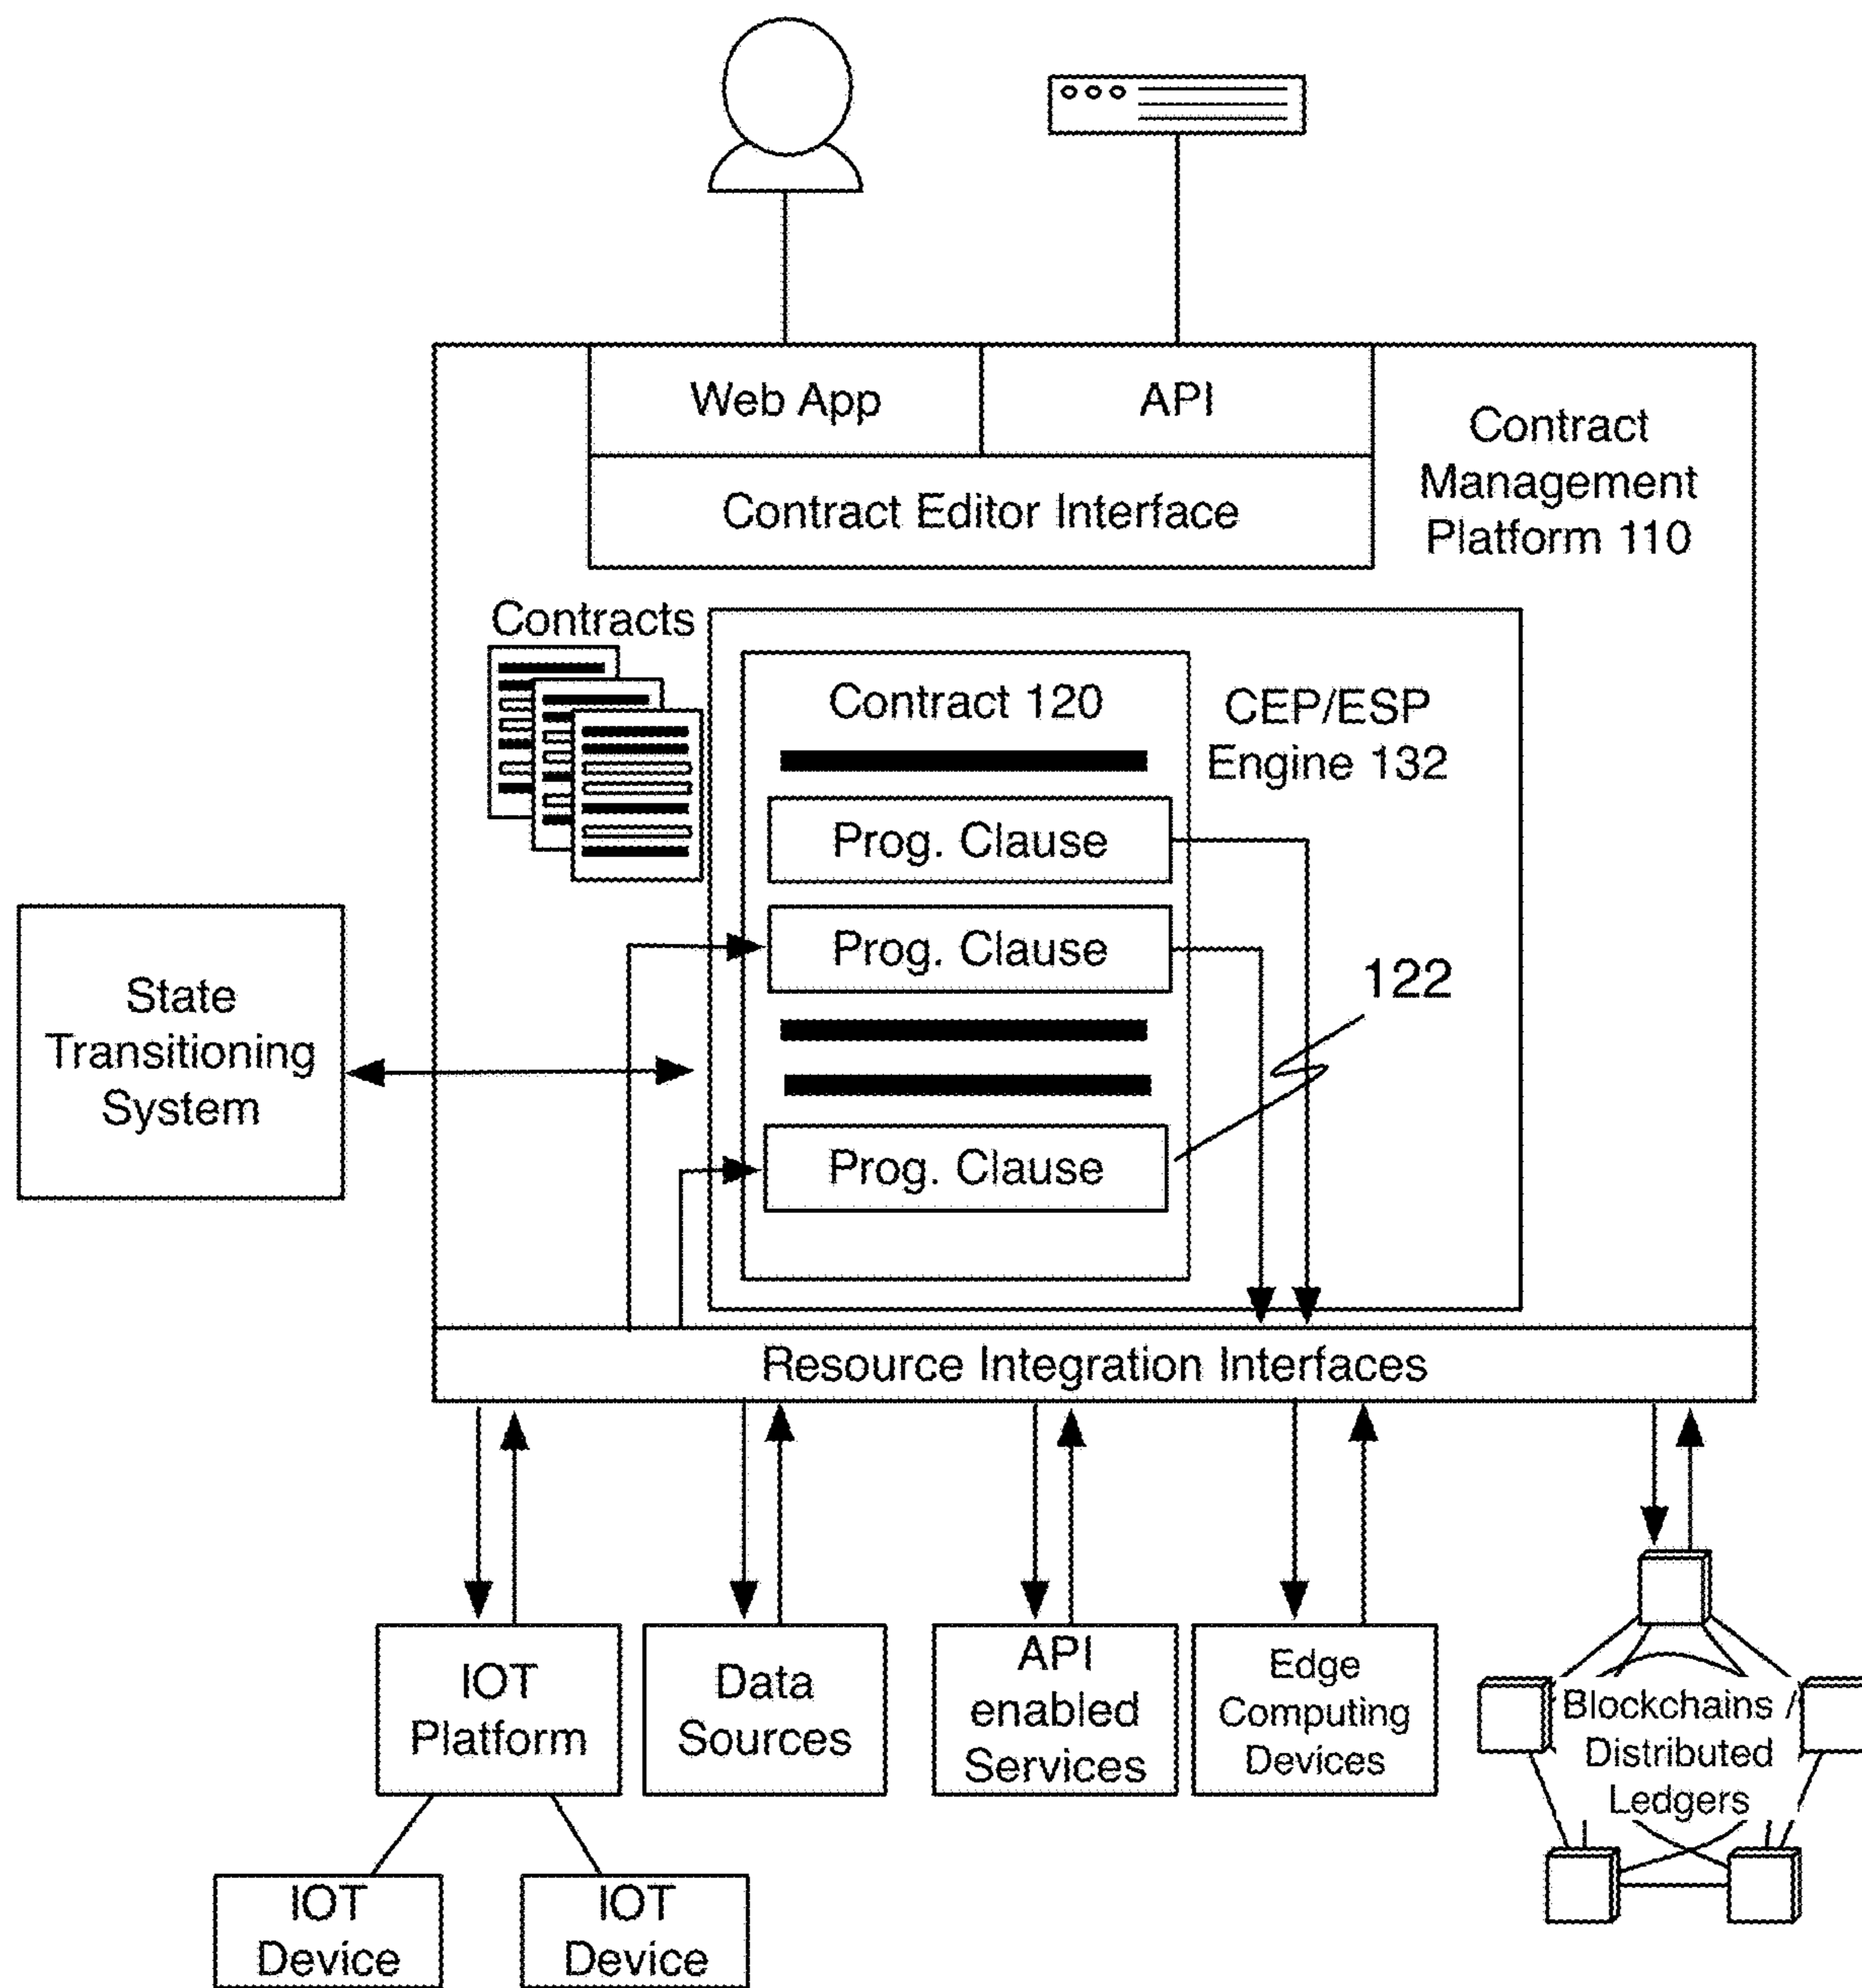 Web App
API
Contract Editor Interface
Contract
Management
Platform 110
Contracts
Contract 120
CEP/ESP
Engine 132
Prog. Clause
Prog. Clause
122
State
Transitioning
System
Prog. Clause
Resource Integration Interfaces
IOT
Platform
Data
Sources
API
enabled
Services
Edge
Computing
Devices
Blockchains /
Distributed
Ledgers
IOT
Device
IOT
Device